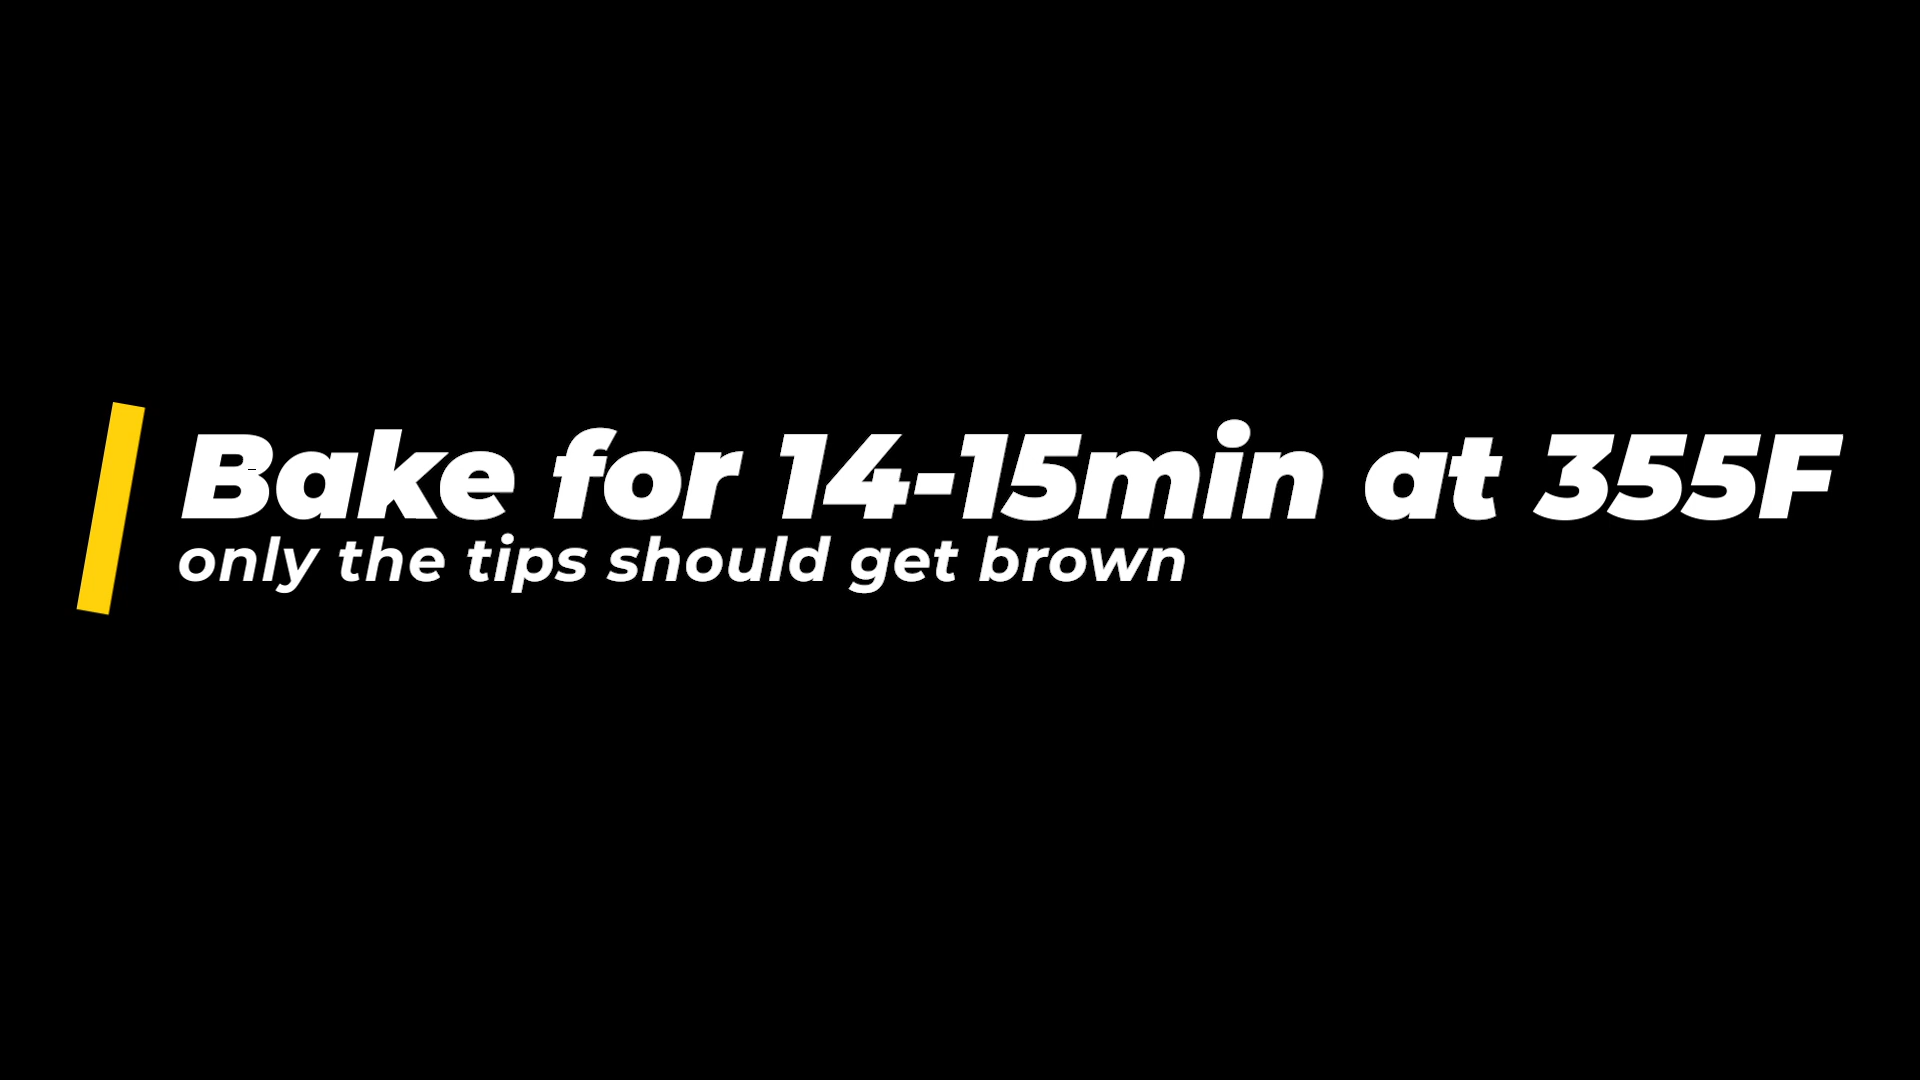 Bake for 14-15min at 355F
only the tips should get brown